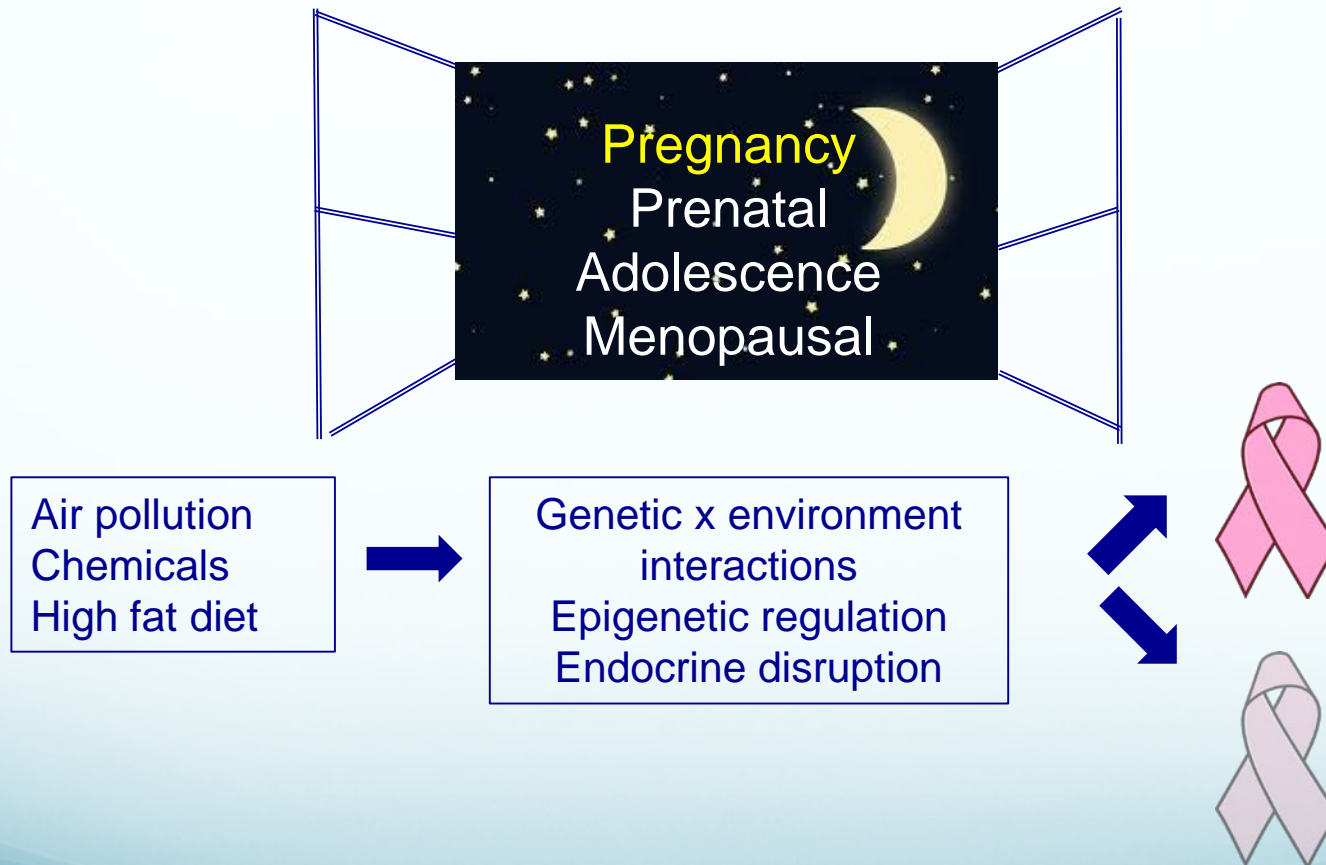 Pregnancy
Prenatal
Adolescence
Menopausal
Air pollution
Chemicals
High fat diet
Genetic x environment
interactions
Epigenetic regulation
Endocrine disruption